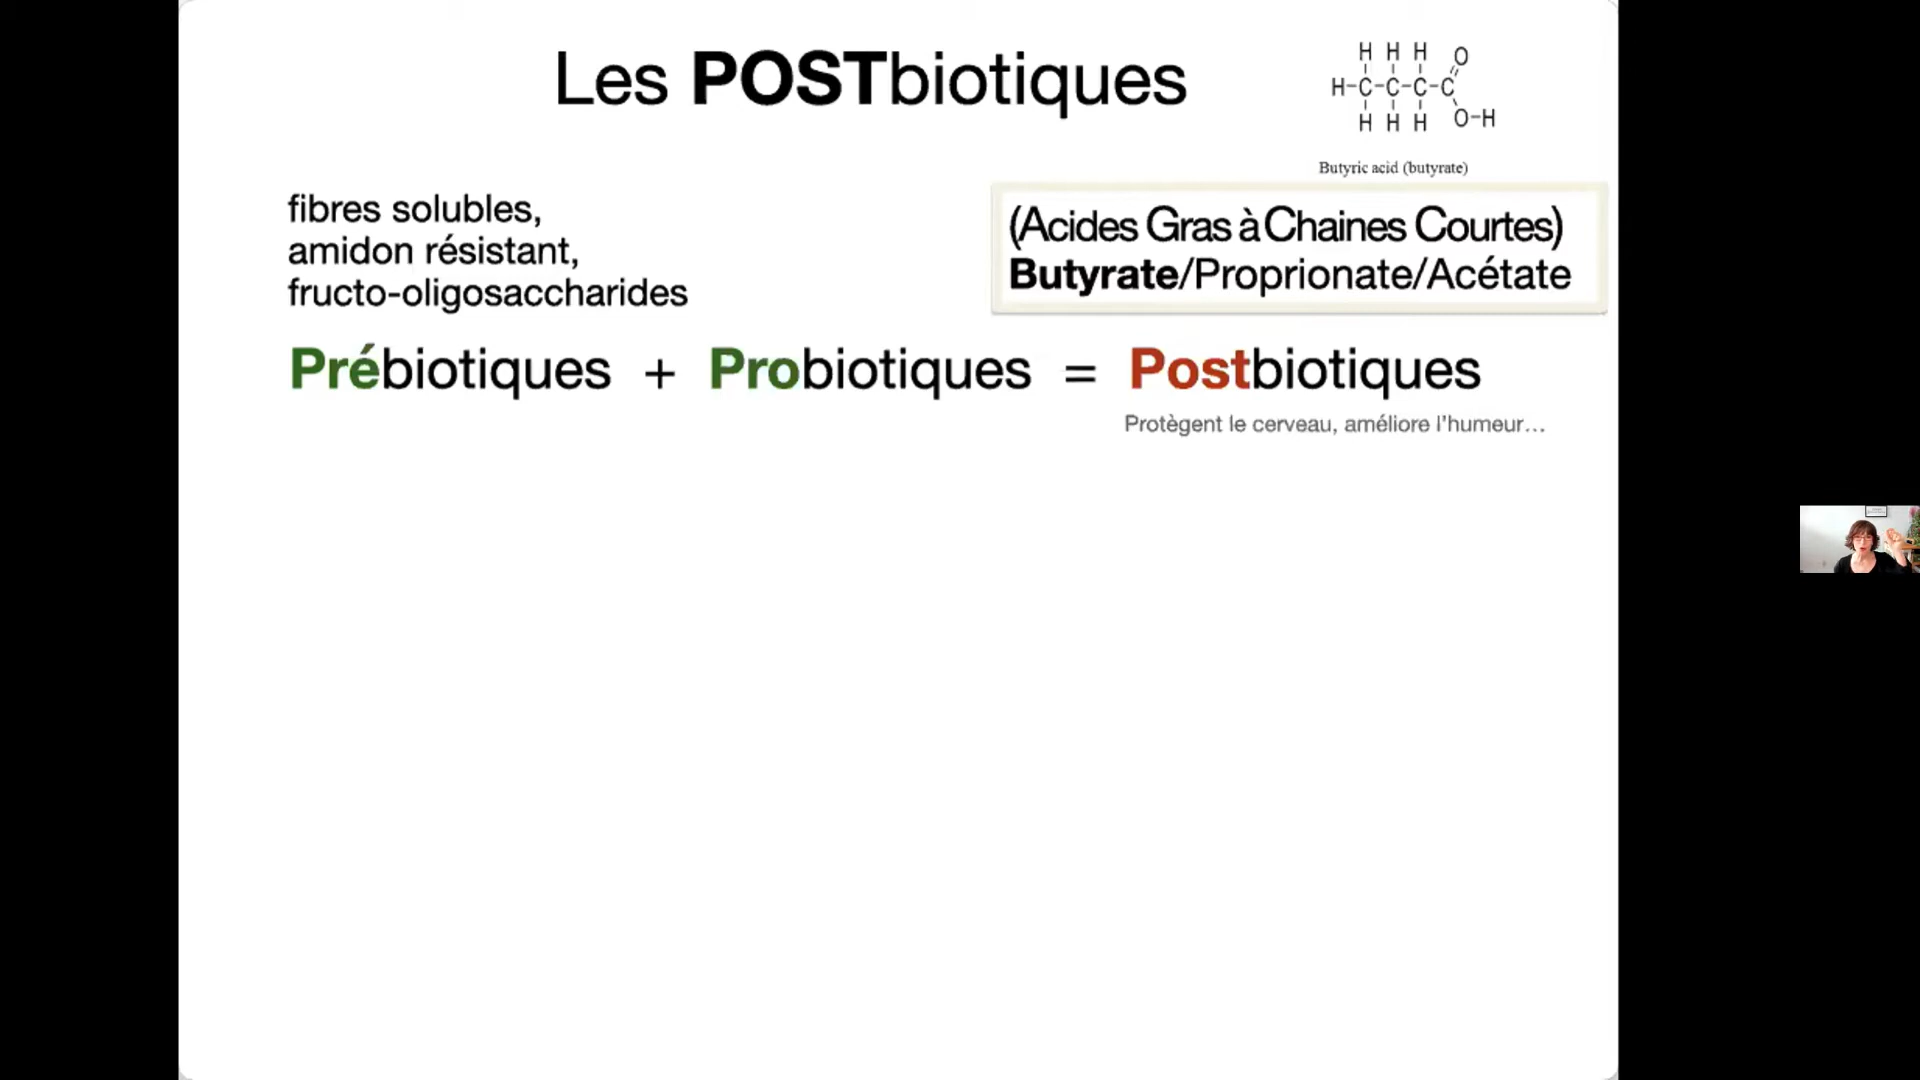 Les POSTbiotiques
H H H O
H-C-C-C-C
H H H O-H
Butyric acid (butyrate)
fibres solubles,
amidon résistant,
fructo-oligosaccharides
(Acides Gras à Chaines Courtes)
Butyrate/Proprionate/Acétate
Prébiotiques + Probiotiques = Postbiotiques
Protègent le cerveau, améliore l'humeur...